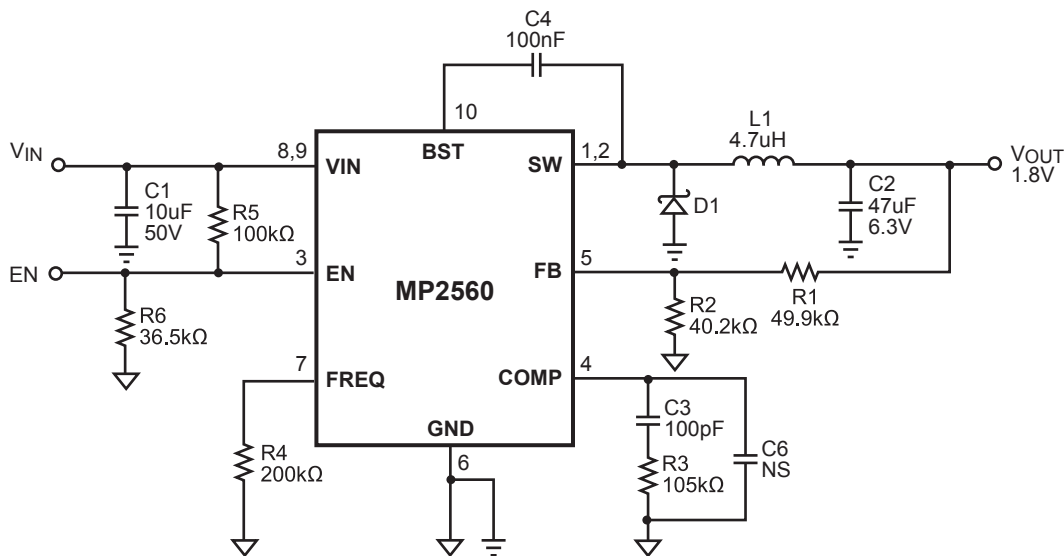 C4
100nF
10
BST
VIN
8,9
VIN
SW
1,2
L1
4.7uH
VOUT
1.8V
C1
10uF
50V
R5
100kΩ
D1
C2
47uF
6.3V
EN
3
EN
MP2560
FB
5
R1
49.9kΩ
R2
40.2kΩ
R6
36.5kΩ
7
FREQ
COMP
4
R4
200kΩ
GND
6
C3
100pF
R3
105kΩ
C6
NS